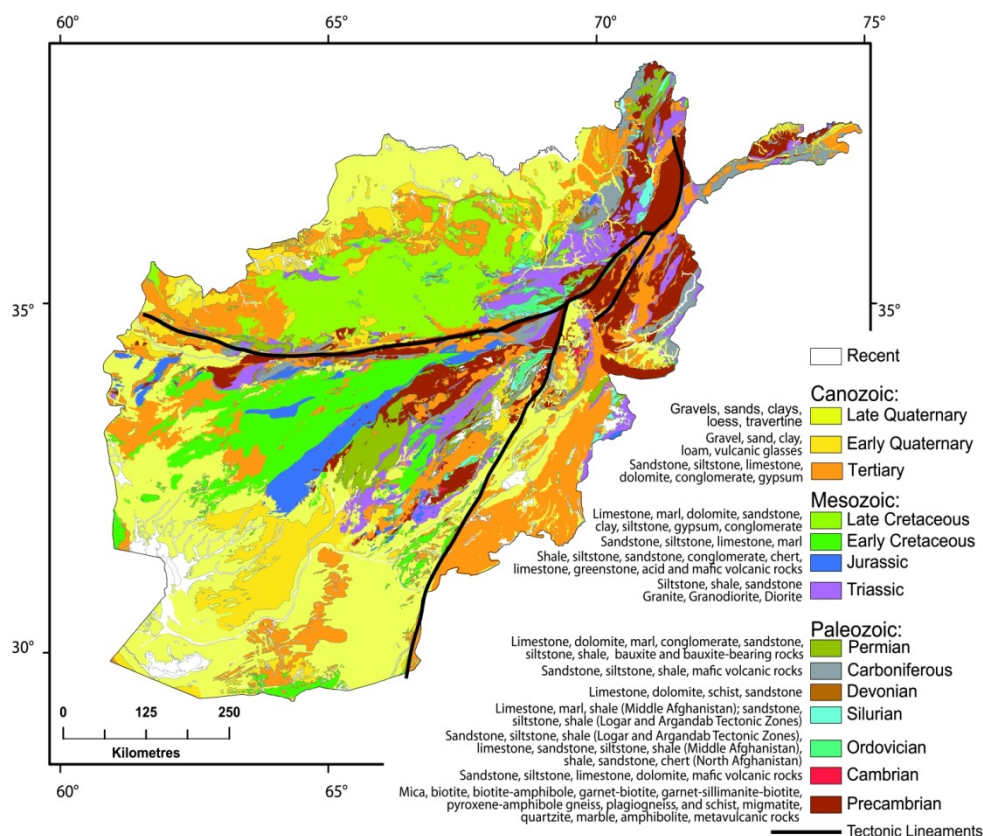 60° 65° 70° 75°
35° 35°
30°
Recent
Canozoic:
Gravels, sands, clays,
loess, travertine
Late Quaternary
Gravel, sand, clay,
loam, vulcanic glasses
Early Quaternary
Sandstone, siltstone, limestone,
dolomite, conglomerate, gypsum
Tertiary
Mesozoic:
Limestone, marl, dolomite, sandstone,
clay, siltstone, gypsum, conglomerate
Late Cretaceous
Sandstone, siltstone, limestone, marl
Early Cretaceous
Shale, siltstone, sandstone, conglomerate, chert,
limestone, greenstone, acid and mafic volcanic rocks
Jurassic
Siltstone, shale, sandstone
Granite, Granodiorite, Diorite
Triassic
Paleozoic:
Limestone, dolomite, marl, conglomerate, sandstone,
siltstone, shale, bauxite and bauxite-bearing rocks
Permian
Sandstone, siltstone, shale, mafic volcanic rocks
Carboniferous
Limestone, dolomite, schist, sandstone
Devonian
Limestone, marl, shale (Middle Afghanistan); sandstone,
siltstone, shale (Logar and Argandab Tectonic Zones)
Silurian
Sandstone, siltstone, shale (Logar and Argandab Tectonic Zones),
limestone, sandstone, siltstone, shale (Middle Afghanistan),
shale, sandstone, chert (North Afghanistan)
Ordovician
Sandstone, siltstone, limestone, dolomite, mafic volcanic rocks
Cambrian
Mica, biotite, biotite-amphibole, garnet-biotite, garnet-sillimanite-biotite,
pyroxene-amphibole gneiss, plagiogneiss, and schist, migmatite,
quartzite, marble, amphibolite, metavulcanic rocks
Precambrian
Tectonic Lineaments
0 125 250
Kilometres
60° 65°